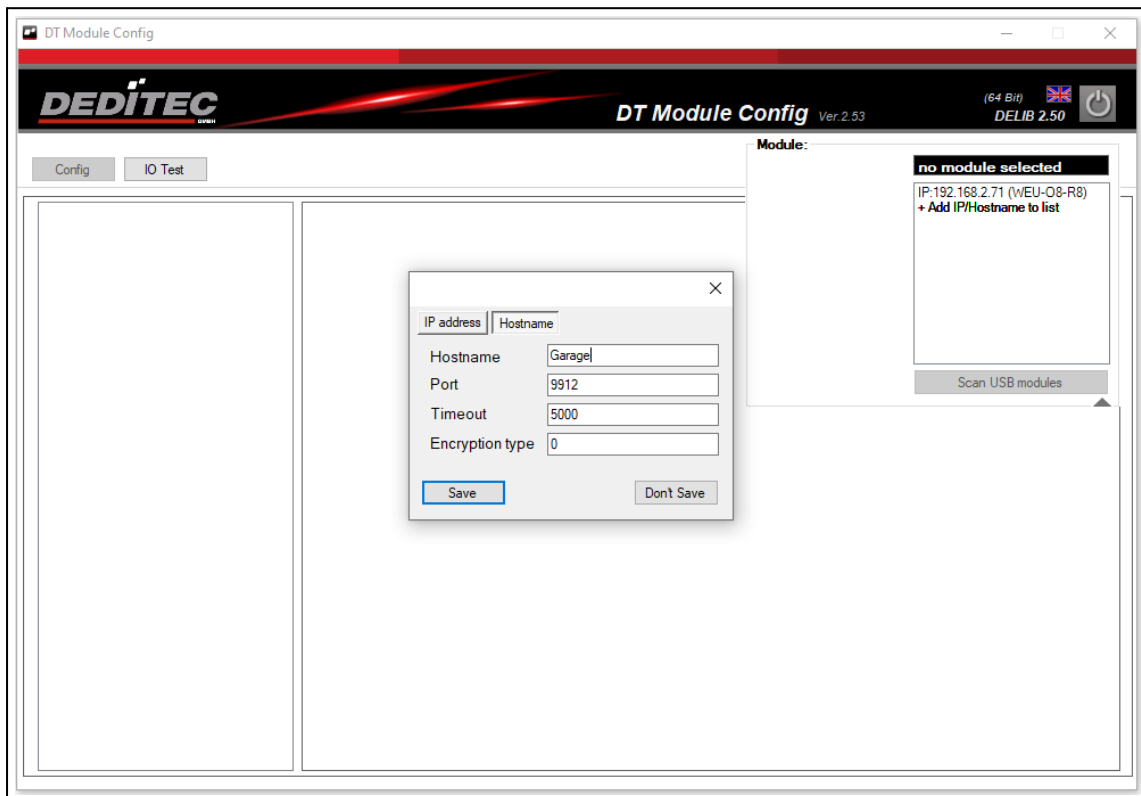 DT Module Config
DEDITEC
GMBH
DT Module Config Ver.2.53
(64 Bit)
DELIB 2.50
Config
IO Test
Module:
no module selected
IP:192.168.2.71 (WEU-O8-R8)
+ Add IP/Hostname to list
Scan USB modules
IP address
Hostname
Hostname Garage
Port 9912
Timeout 5000
Encryption type 0
Save
Don't Save